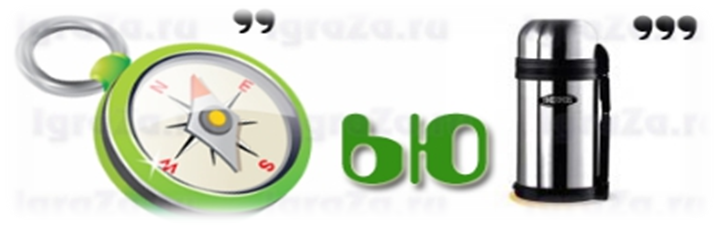 ,, ,,,
N E
ью
W S
IgraZa.ru